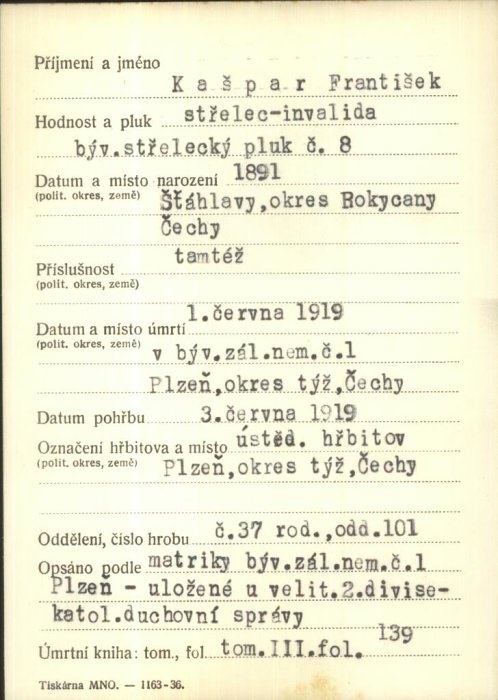 Příjmení a jméno
Kašpar František
Hodnost a pluk střelec-invalida
býv.střelecký pluk č. 8
Datum a místo narození 1891
(polit. okres, země) Šťáhlavy,okres Rokycany
Čechy
Příslušnost tamtéž
(polit. okres, země)
1.června 1919
Datum a místo úmrtí
(polit. okres, země) v býv.zál.nem.č.1
Plzeň,okres týž,Čechy
Datum pohřbu 3.června 1919
Označení hřbitova a místo ústřed. hřbitov
(polit. okres, země) Plzeň,okres týž,Čechy
Oddělení, číslo hrobu č.37 rod.,odd.101
Opsáno podle matriky býv.zál.nem.č.1
Plzeň - uložené u velit.2.divise-
katol.duchovní správy
Úmrtní kniha: tom., fol. tom.III.fol. 139
Tiskárna MNO. — 1163-36.